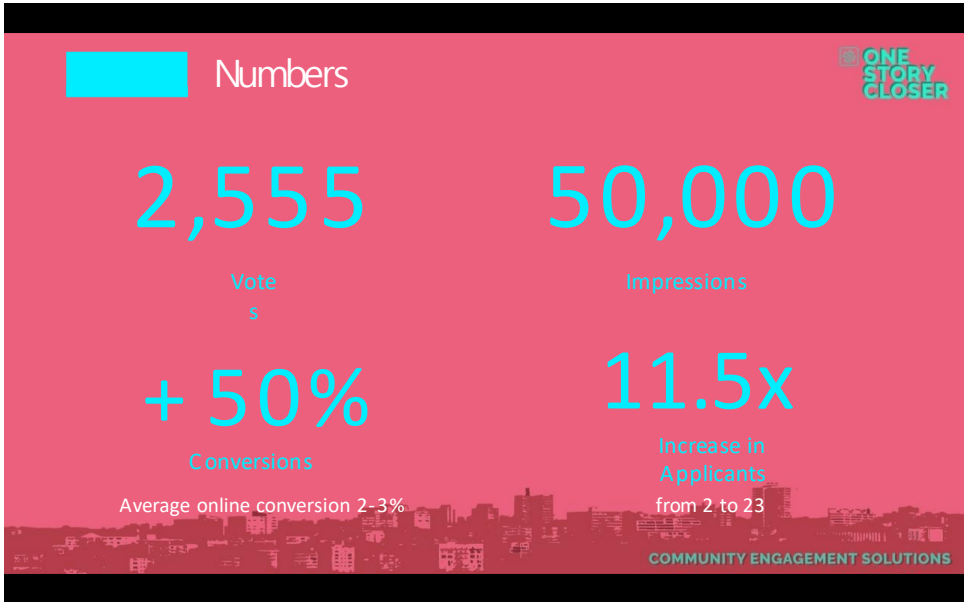 Numbers
ONE
STORY
CLOSER
2,555
Vote
s
50,000
Impressions
+ 50%
Conversions
Average online conversion 2-3%
11.5x
Increase in
Applicants
from 2 to 23
COMMUNITY ENGAGEMENT SOLUTIONS